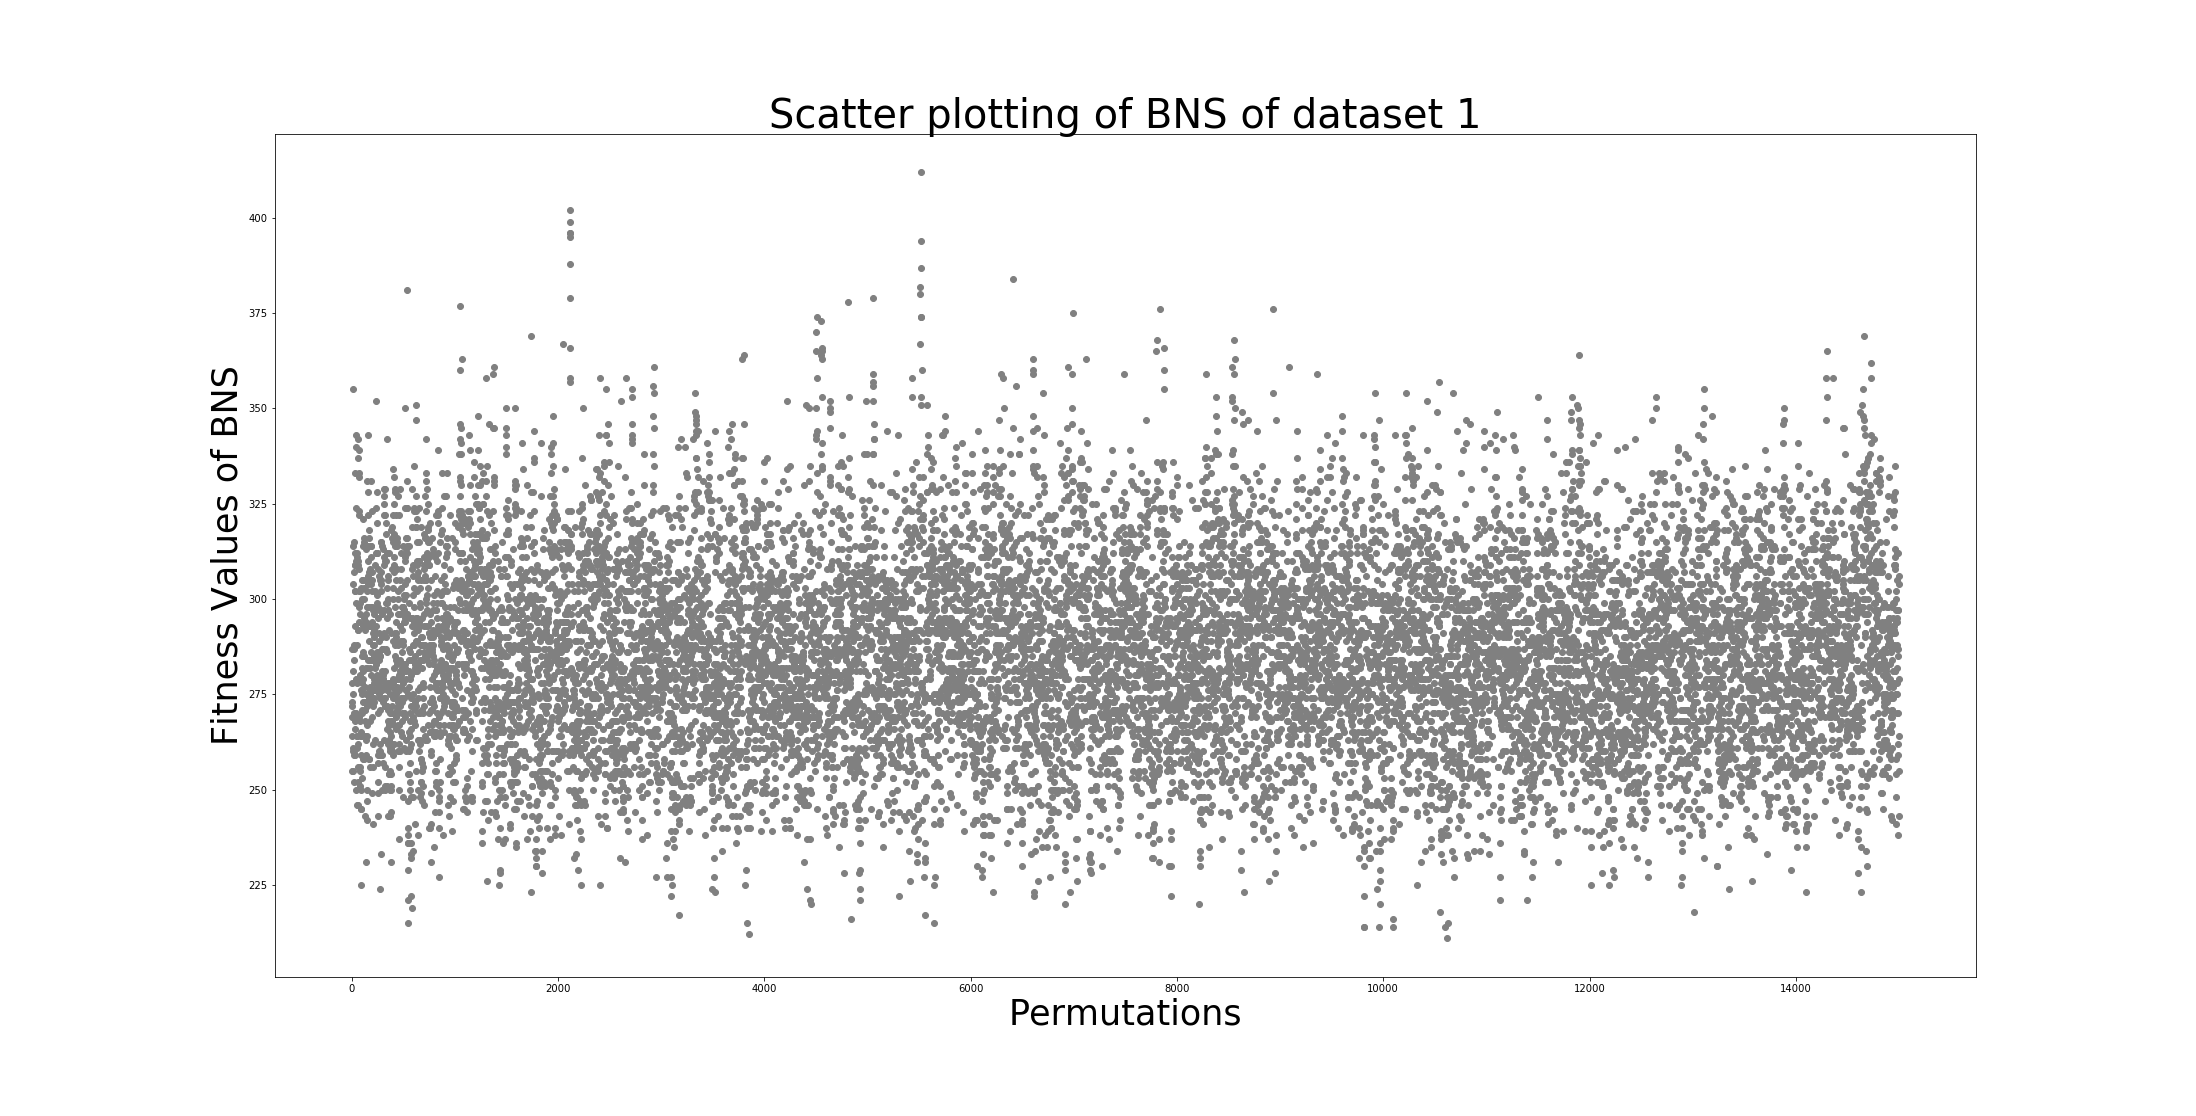 Scatter plotting of BNS of dataset 1
Fitness Values of BNS
400
375
350
325
300
275
250
225
0 2000 4000 6000 8000 10000 12000 14000
Permutations